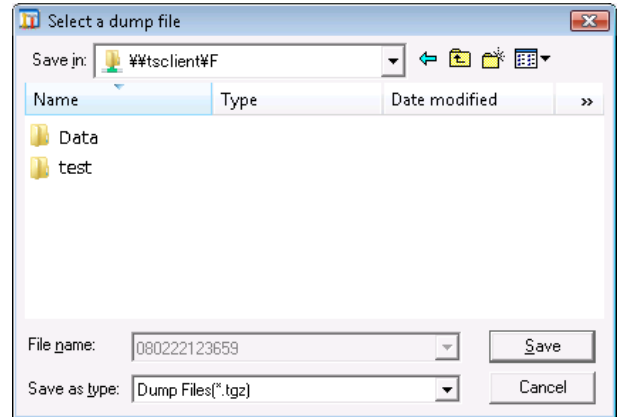 Select a dump file
Save in: ¥¥tsclient¥F
Name Type Date modified »
Data
test
File name: 080222123659 Save
Save as type: Dump Files(*.tgz) Cancel